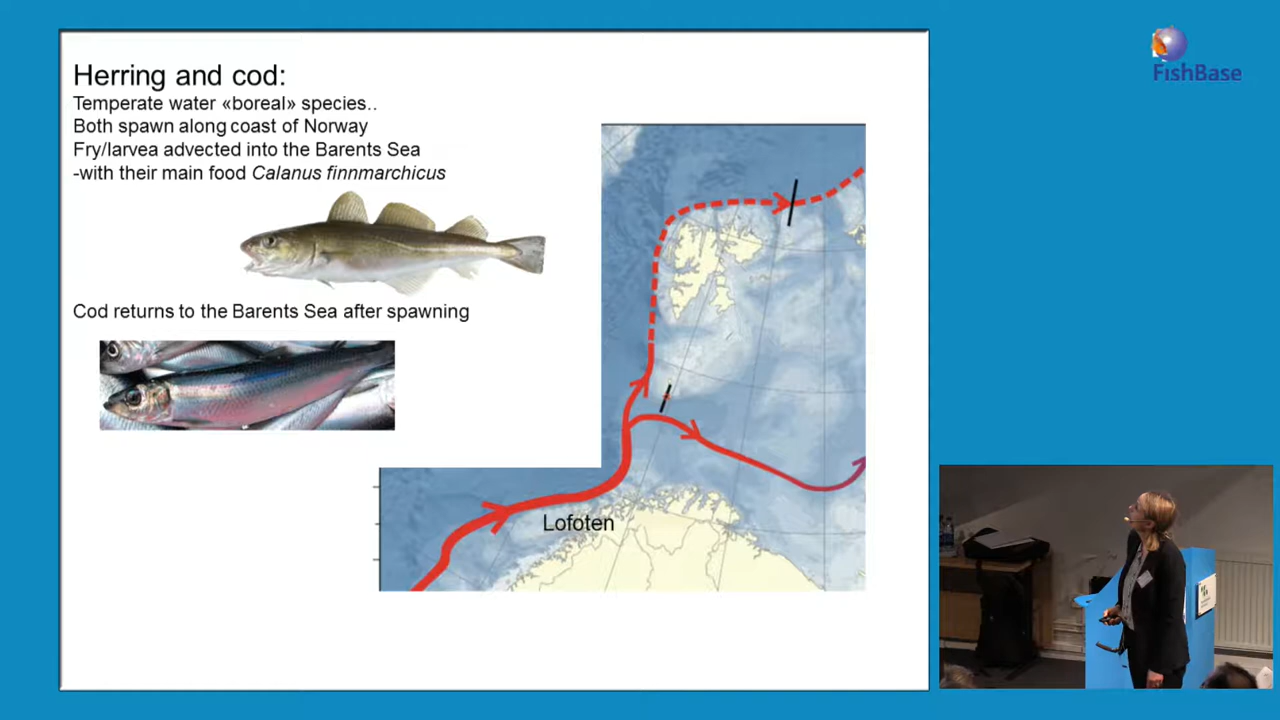 Herring and cod:
Temperate water «boreal» species..
Both spawn along coast of Norway
Fry/larvea advected into the Barents Sea
-with their main food Calanus finnmarchicus
Cod returns to the Barents Sea after spawning
Lofoten
FishBase